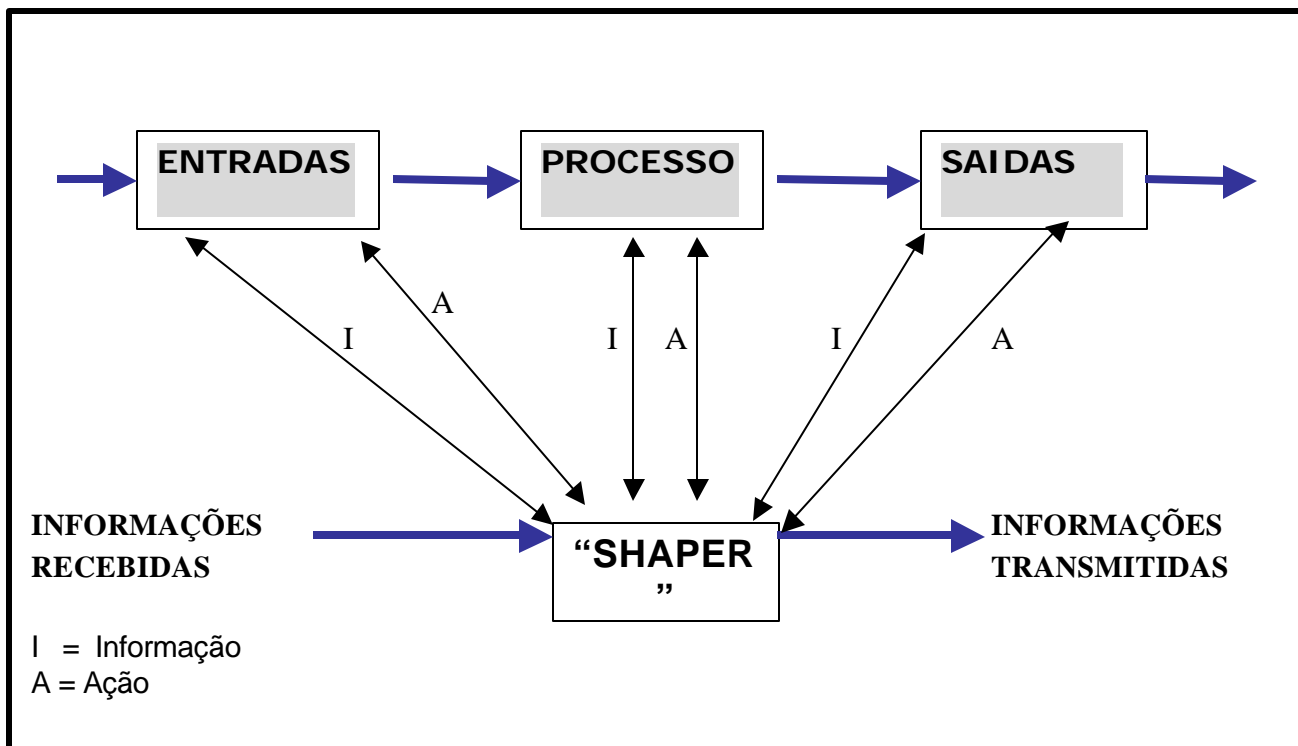 ENTRADAS
PROCESSO
SAIDAS
A
I
I
A
I
A
INFORMAÇÕES
RECEBIDAS
“SHAPER
”
INFORMAÇÕES
TRANSMITIDAS
I = Informação
A = Ação